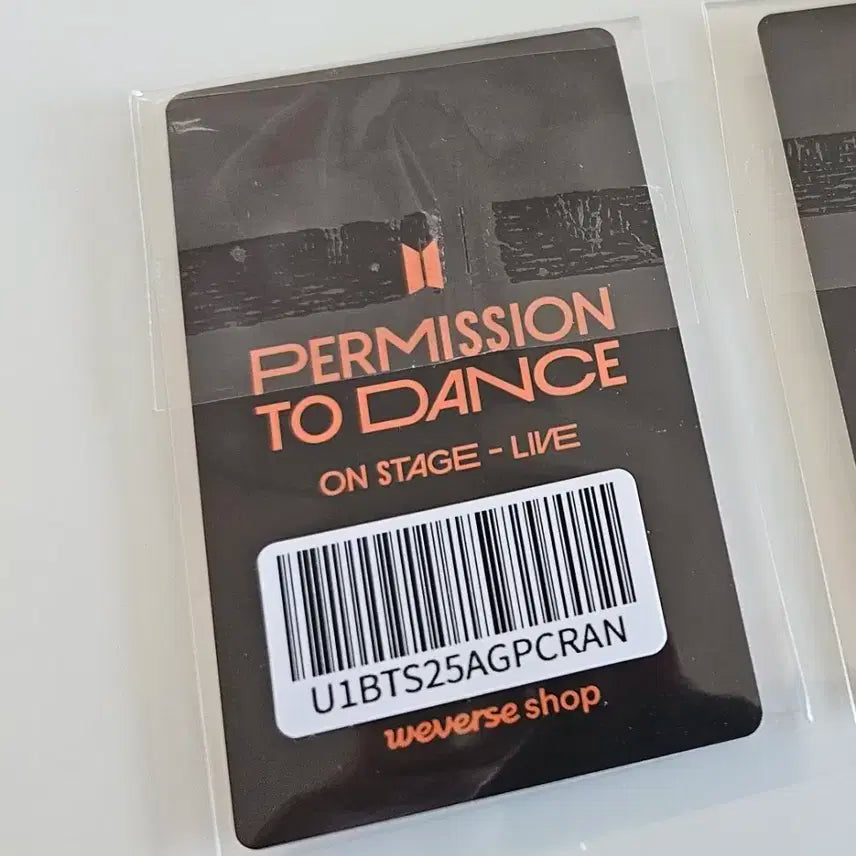 PERMISSION
TO DANCE
ON STAGE - LIVE
U1BTS25AGPCRAN
weverse shop